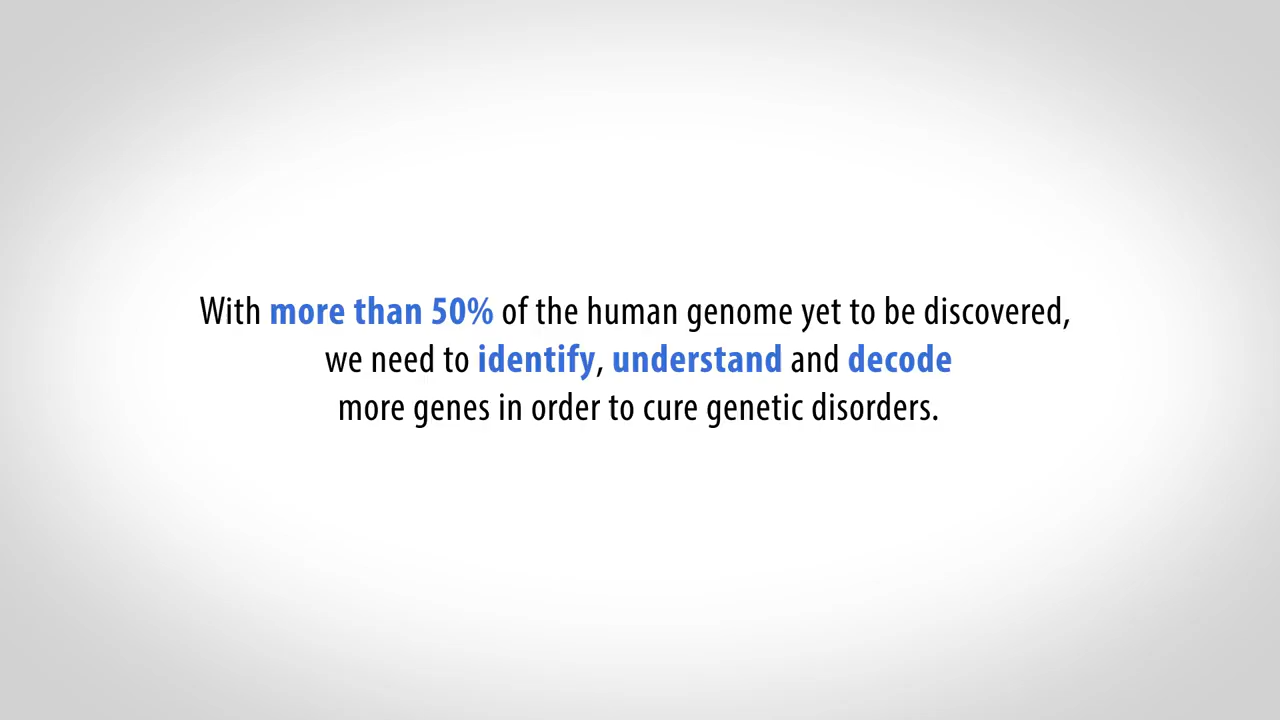 With more than 50% of the human genome yet to be discovered,
we need to identify, understand and decode
more genes in order to cure genetic disorders.